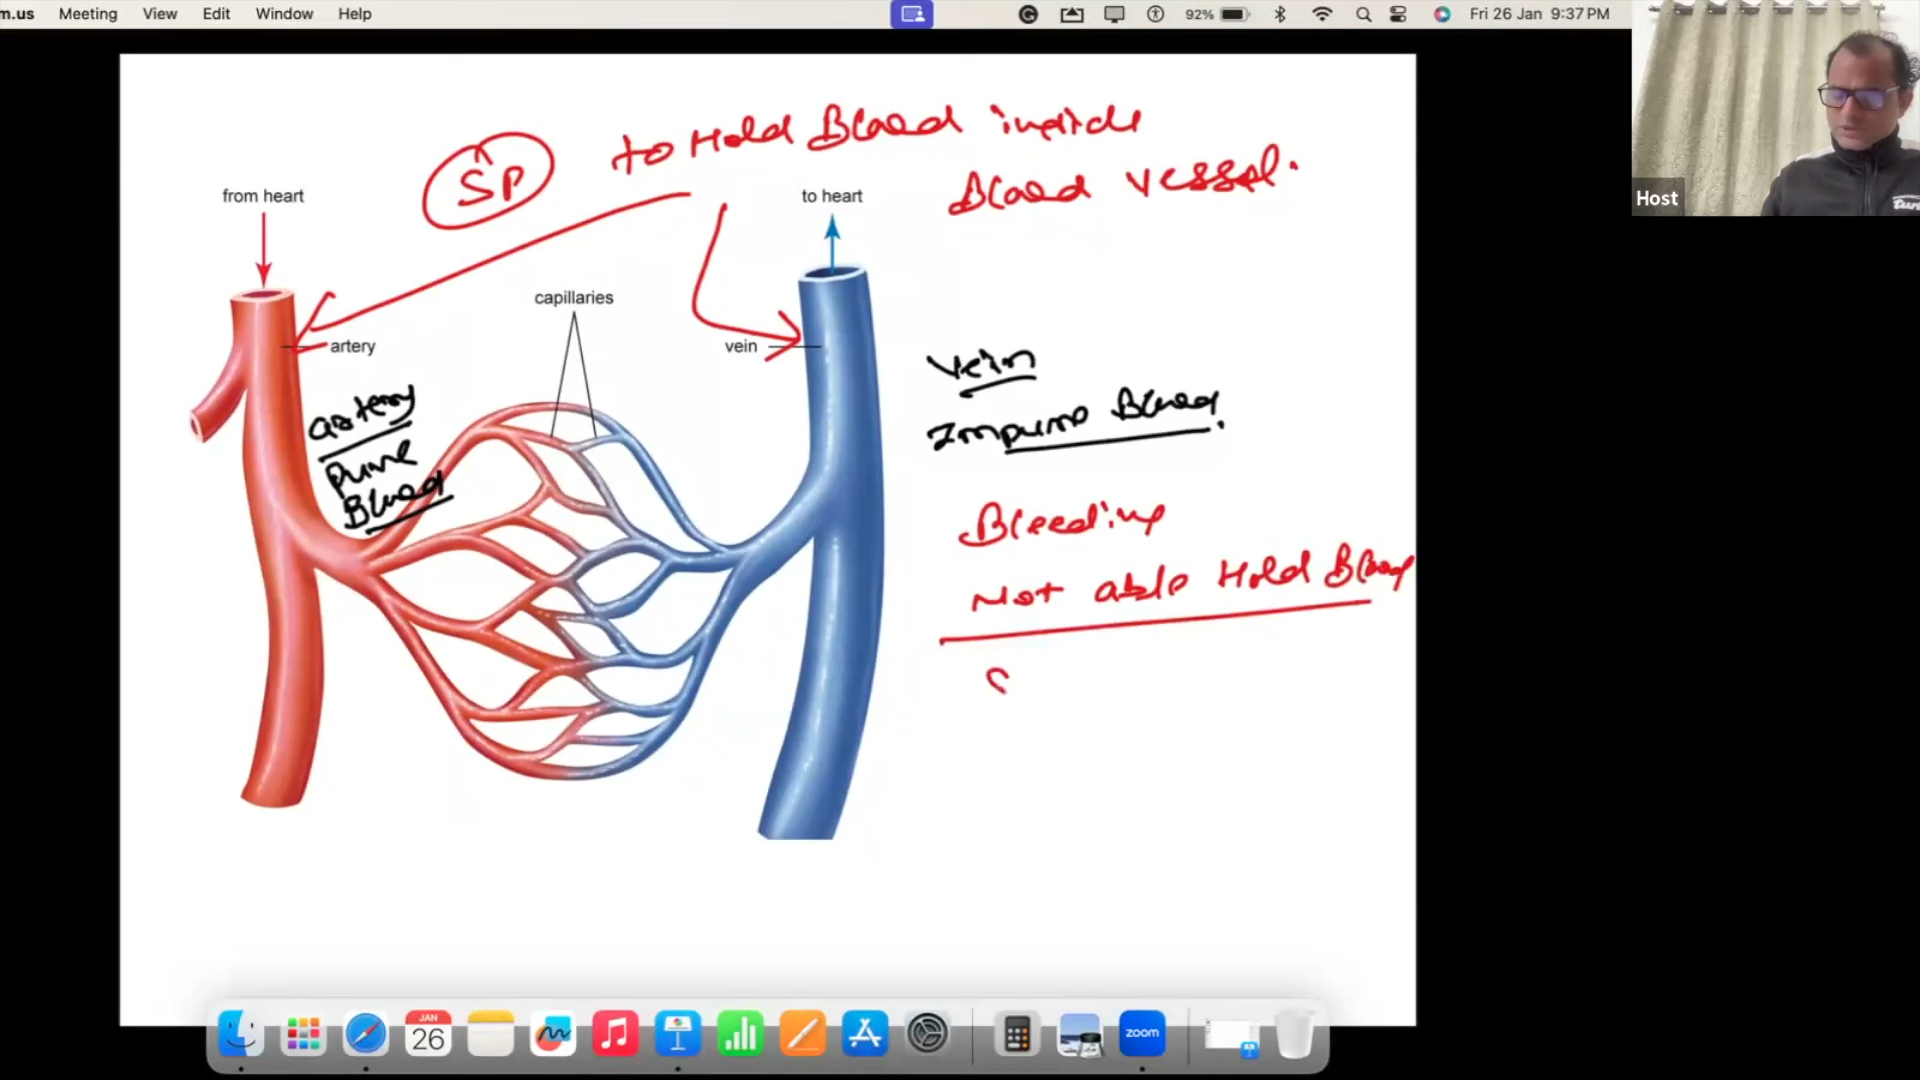 m.us Meeting View Edit Window Help 92% Fri 26 Jan 9:37 PM
Host
SP to Hold Blood inside
Blood vessel.
from heart
to heart
capillaries
artery
vein
artery
pure
Blood
vein
Impure Blood.
Bleeding
Not able Hold Blood
JAN
26
zoom